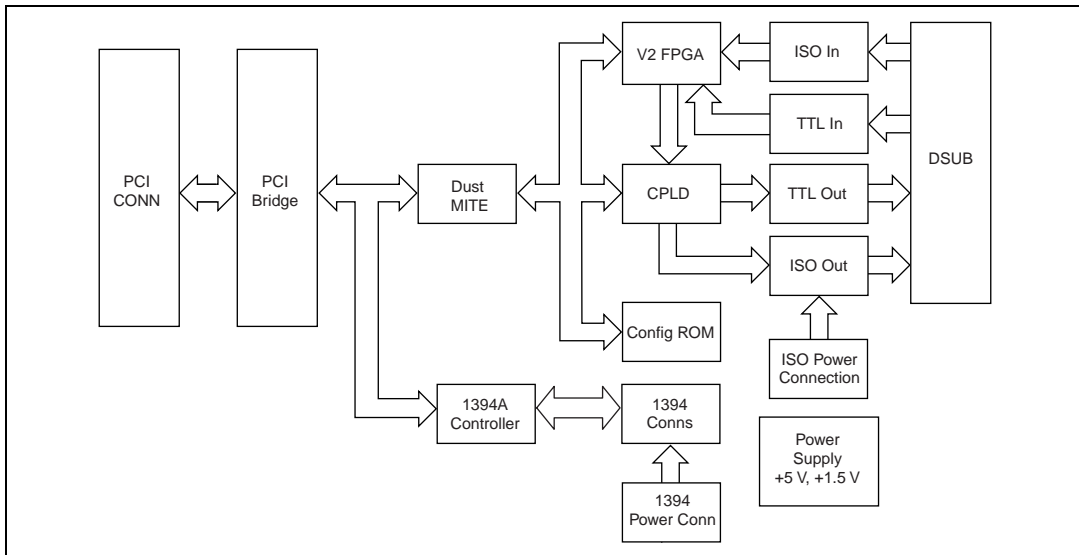 PCI
CONN
PCI
Bridge
Dust
MITE
V2 FPGA
CPLD
Config ROM
1394A
Controller
1394
Conns
1394
Power Conn
ISO In
TTL In
TTL Out
ISO Out
ISO Power
Connection
Power
Supply
+5 V, +1.5 V
DSUB